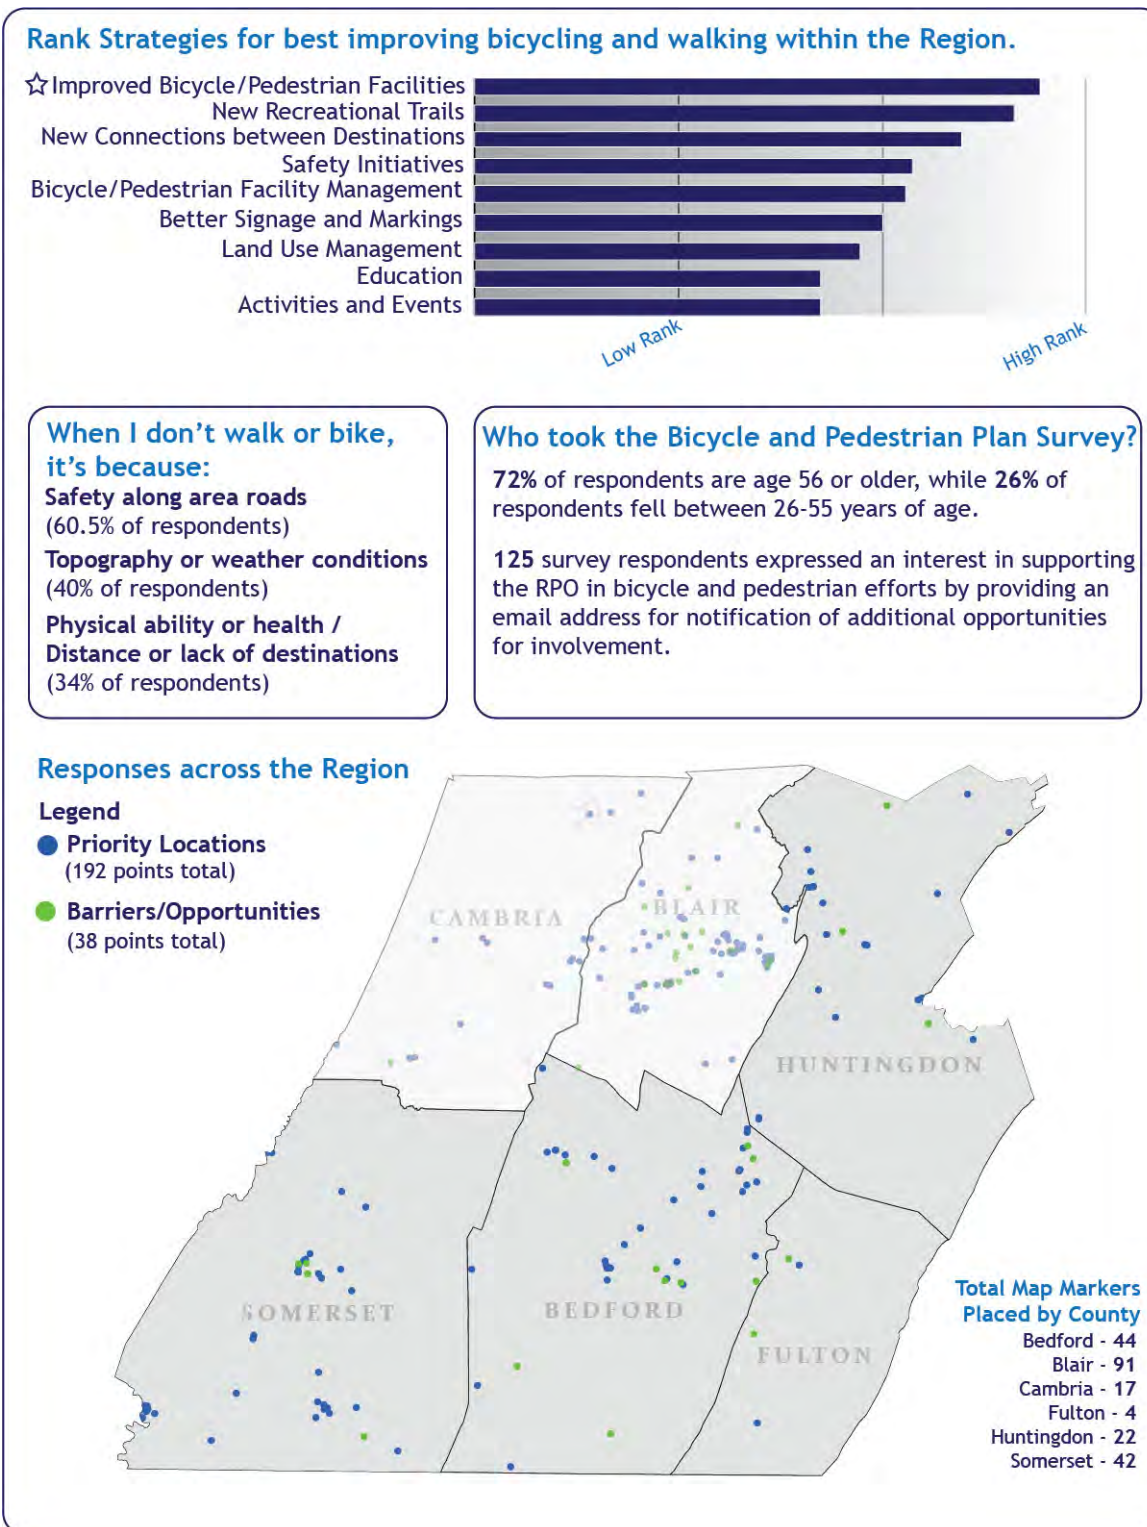 Rank Strategies for best improving bicycling and walking within the Region.
☆Improved Bicycle/Pedestrian Facilities
New Recreational Trails
New Connections between Destinations
Safety Initiatives
Bicycle/Pedestrian Facility Management
Better Signage and Markings
Land Use Management
Education
Activities and Events
Low Rank
High Rank
When I don't walk or bike,
it's because:
Safety along area roads
(60.5% of respondents)
Topography or weather conditions
(40% of respondents)
Physical ability or health /
Distance or lack of destinations
(34% of respondents)
Who took the Bicycle and Pedestrian Plan Survey?
72% of respondents are age 56 or older, while 26% of
respondents fell between 26-55 years of age.
125 survey respondents expressed an interest in supporting
the RPO in bicycle and pedestrian efforts by providing an
email address for notification of additional opportunities
for involvement.
Responses across the Region
Legend
Priority Locations
(192 points total)
Barriers/Opportunities
(38 points total)
CAMBRIA
BLAIR
HUNTINGDON
SOMERSET
BEDFORD
FULTON
Total Map Markers
Placed by County
Bedford - 44
Blair - 91
Cambria - 17
Fulton - 4
Huntingdon - 22
Somerset - 42